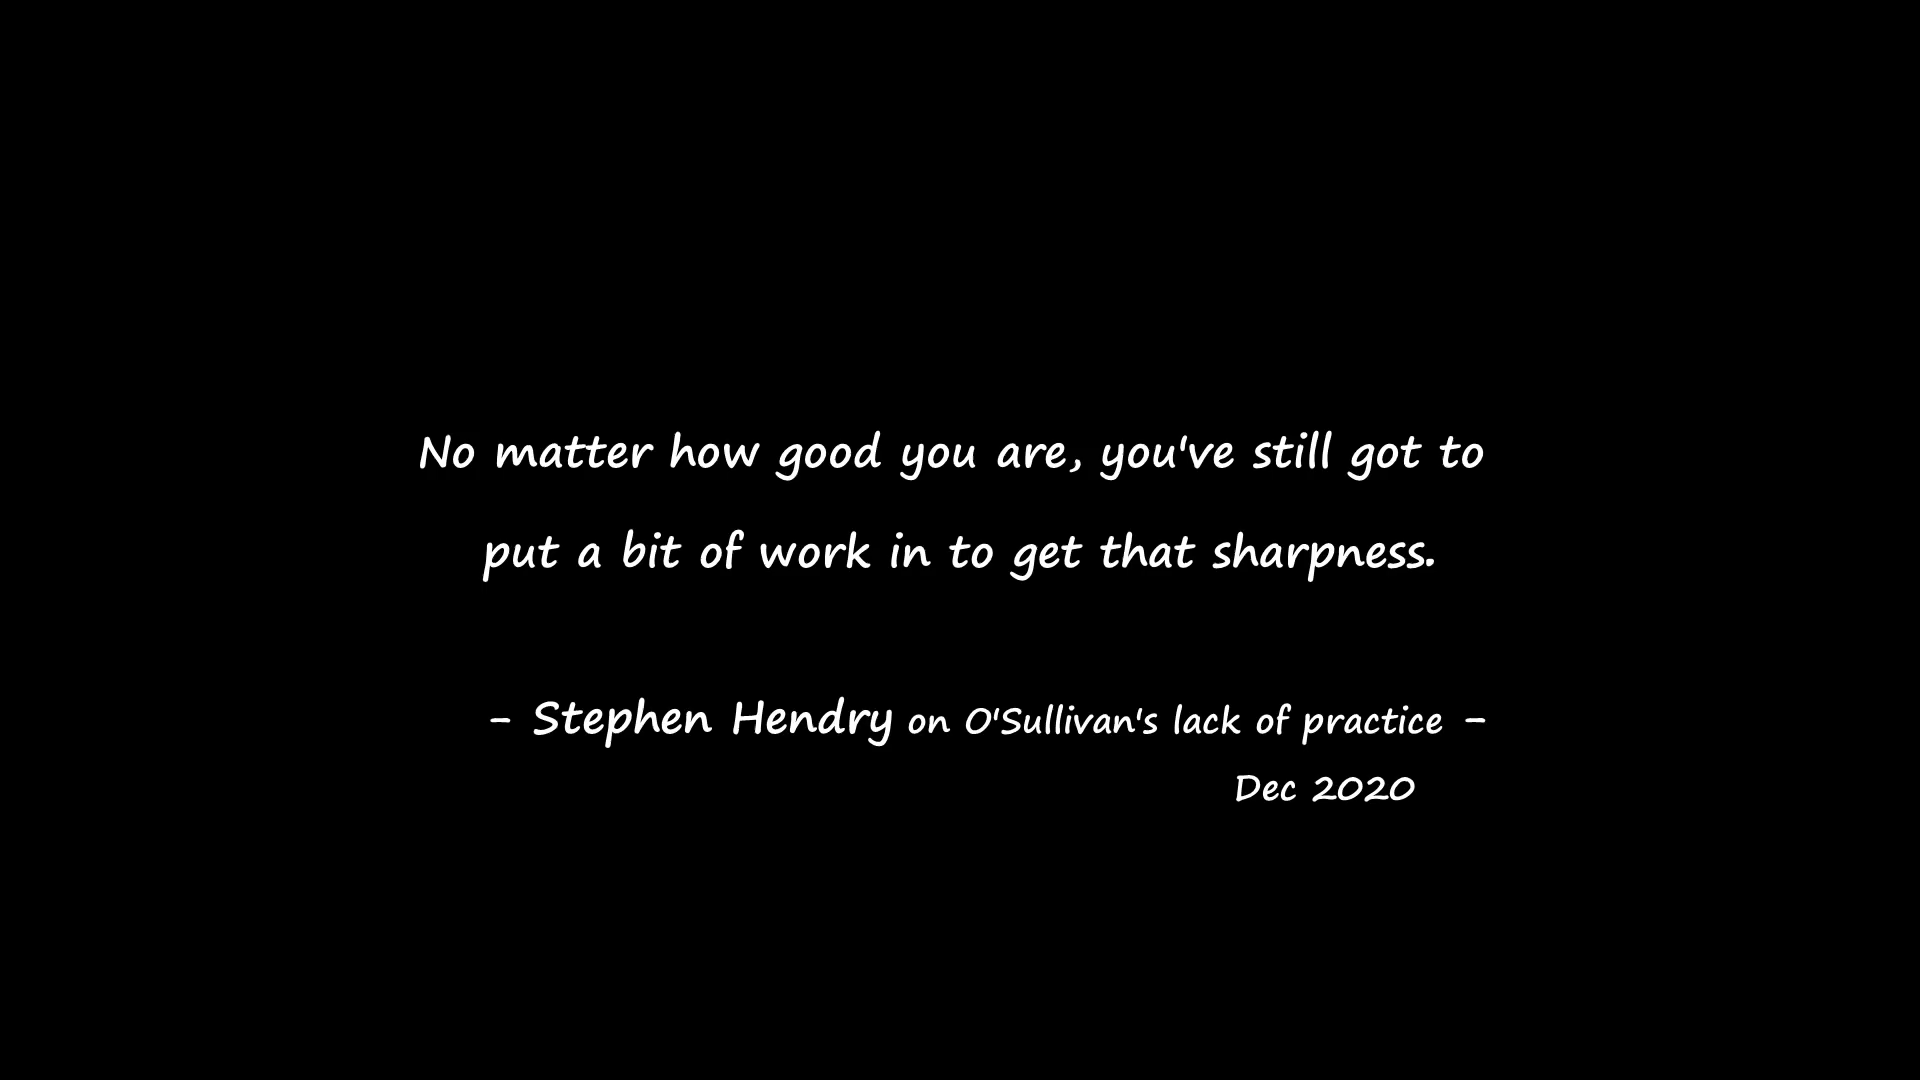 No matter how good you are, you've still got to
put a bit of work in to get that sharpness.
- Stephen Hendry on O'Sullivan's lack of practice -
Dec 2020